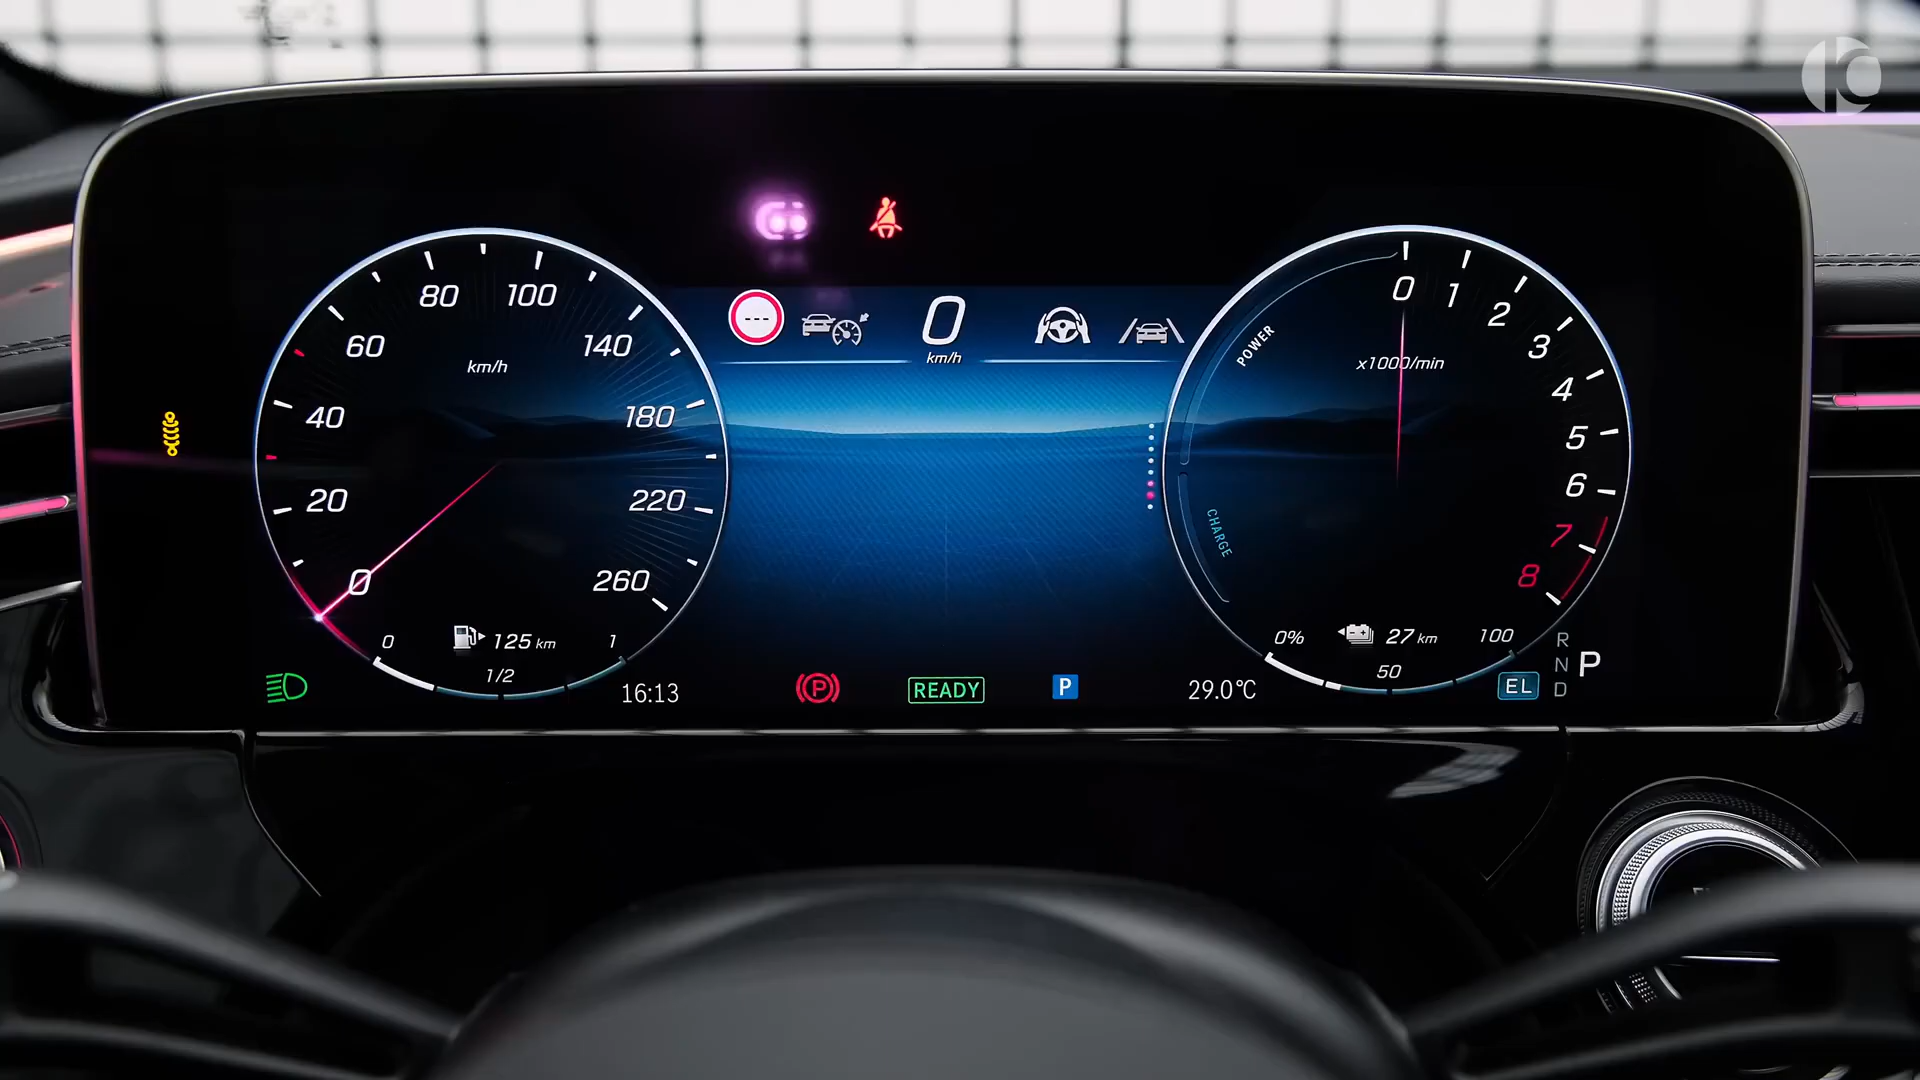 80 100
60 140
km/h
40 180
20 220
0 260
0 125 km 1
1/2
16:13
---
0
km/h
READY
P
P
29.0°C
0 1 2 3 4 5 6 7 8
x1000/min
POWER
CHARGE
0% 27 km 100
50
EL
R
N
D
P